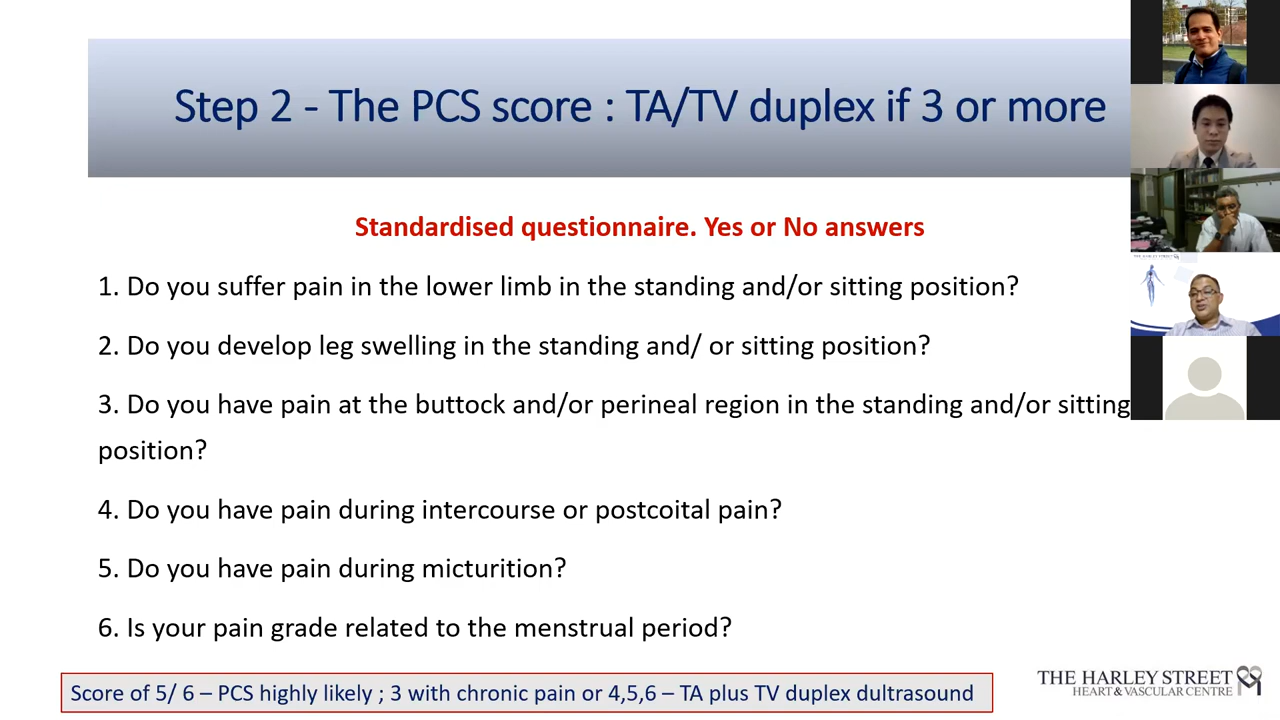 Step 2 - The PCS score : TA/TV duplex if 3 or more
Standardised questionnaire. Yes or No answers
1. Do you suffer pain in the lower limb in the standing and/or sitting position?
2. Do you develop leg swelling in the standing and/ or sitting position?
3. Do you have pain at the buttock and/or perineal region in the standing and/or sitting
position?
4. Do you have pain during intercourse or postcoital pain?
5. Do you have pain during micturition?
6. Is your pain grade related to the menstrual period?
Score of 5/ 6 – PCS highly likely ; 3 with chronic pain or 4,5,6 – TA plus TV duplex dultrasound
THE HARLEY STREET
HEART & VASCULAR CENTRE
THE HARLEY STREET